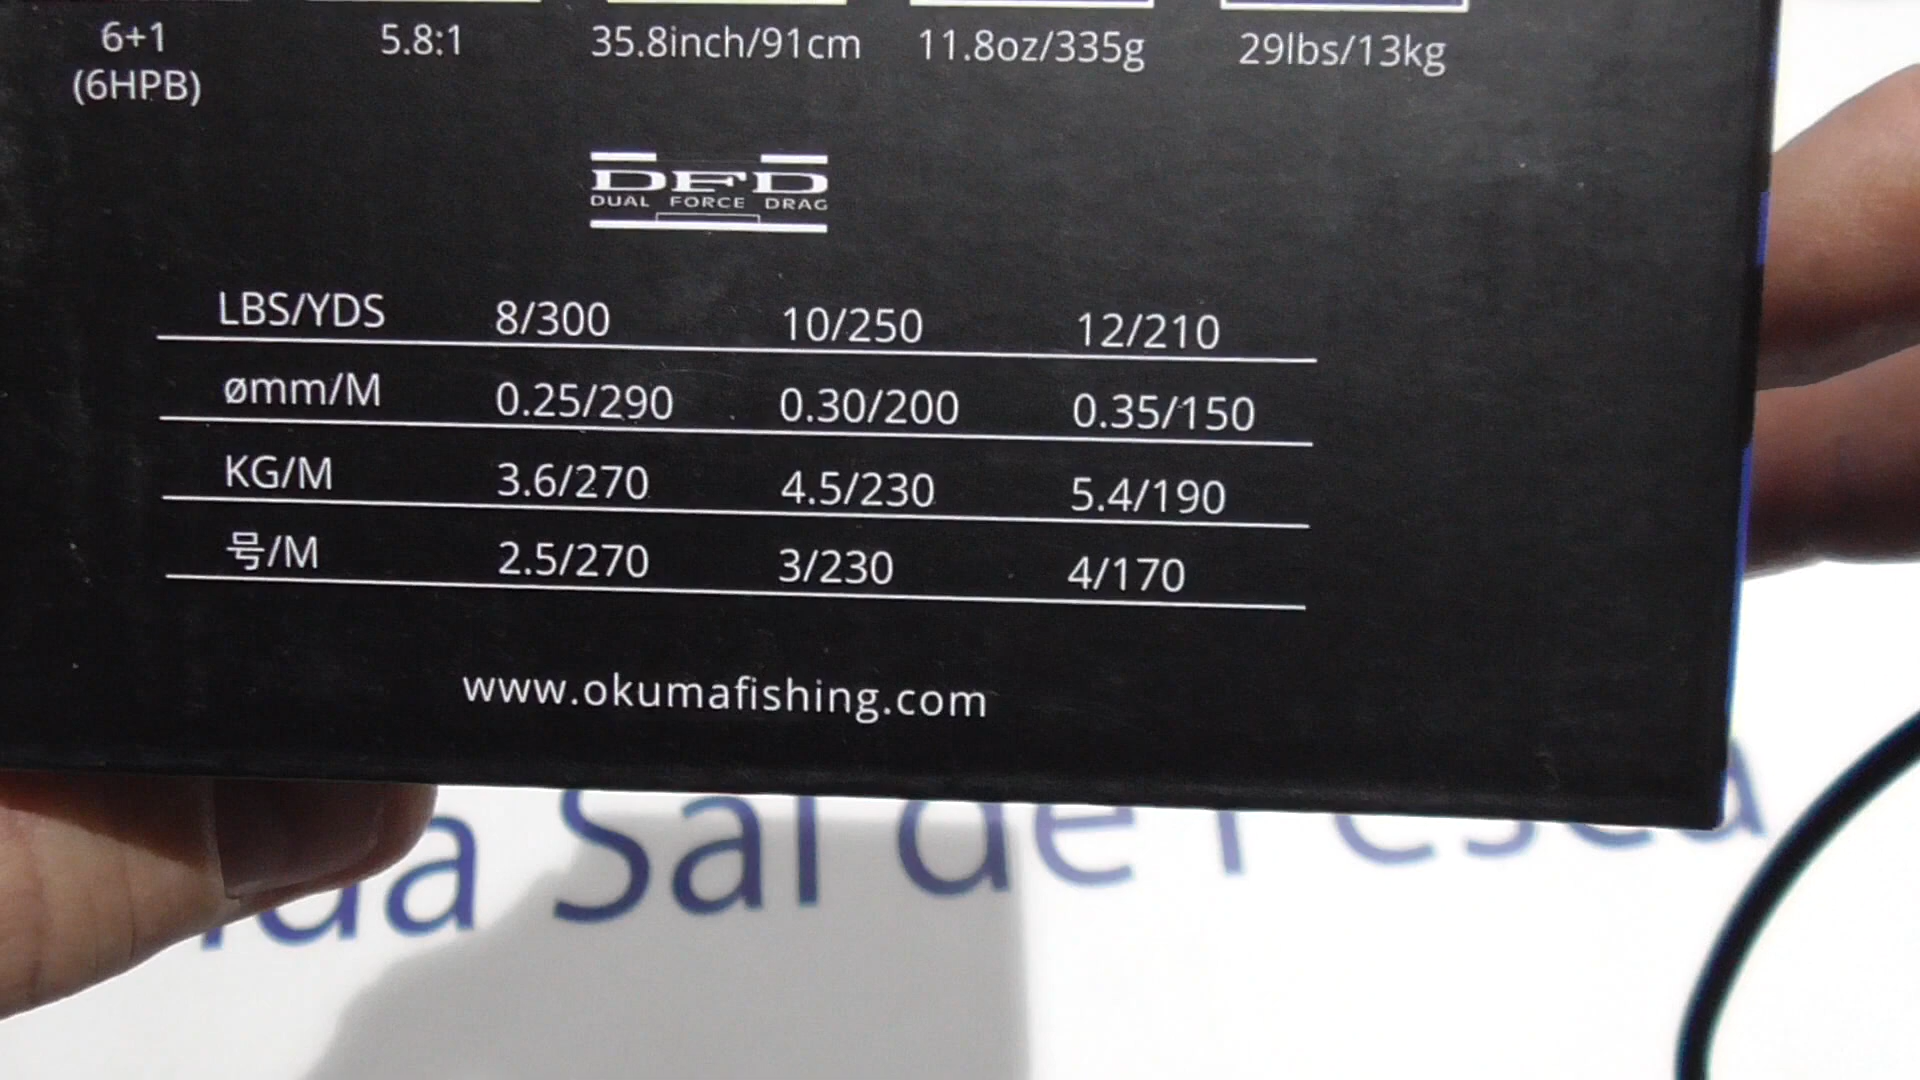 6+1 5.8:1 35.8inch/91cm 11.8oz/335g 29lbs/13kg
(6HPB)
DFD
DUAL FORCE DRAG
LBS/YDS 8/300 10/250 12/210
ømm/M 0.25/290 0.30/200 0.35/150
KG/M 3.6/270 4.5/230 5.4/190
号/M 2.5/270 3/230 4/170
www.okumafishing.com
Sal de Pesca